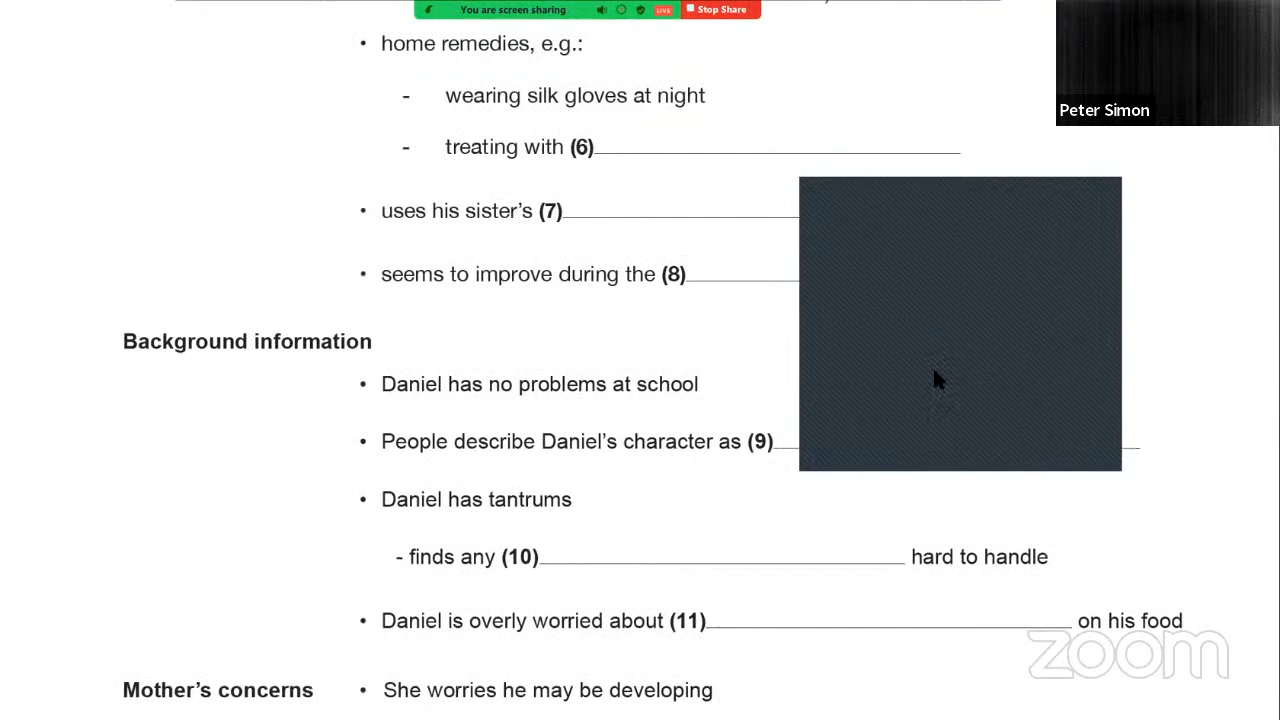 You are screen sharing LIVE Stop Share
• home remedies, e.g.:
Peter Simon
- wearing silk gloves at night
- treating with (6)
• uses his sister’s (7)
• seems to improve during the (8)
Background information
• Daniel has no problems at school
• People describe Daniel’s character as (9)
• Daniel has tantrums
- finds any (10) hard to handle
• Daniel is overly worried about (11) on his food
zoom
Mother’s concerns • She worries he may be developing